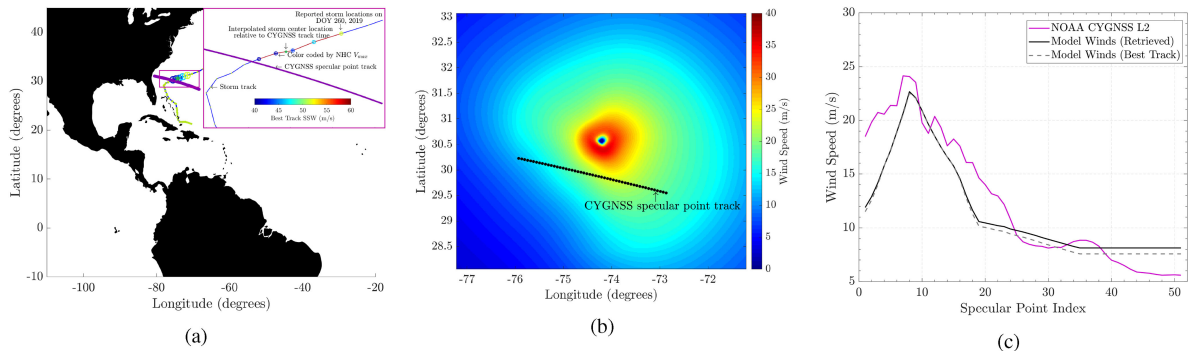 Reported storm locations on
DOY 260, 2019
Interpolated storm center location
relative to CYGNSS track time
Color coded by NHC Vmax
CYGNSS specular point track
Storm track
40 45 50 55 60
Best Track SSW (m/s)
Latitude (degrees)
50
40
30
20
10
0
-10
-100 -80 -60 -40 -20
Longitude (degrees)
(a)
Latitude (degrees)
32
31.5
31
30.5
30
29.5
29
28.5
CYGNSS specular point track
-77 -76 -75 -74 -73 -72
Longitude (degrees)
40
35
30
25
20
15
10
5
0
Wind Speed (m/s)
(b)
NOAA CYGNSS L2
Model Winds (Retrieved)
Model Winds (Best Track)
Wind Speed (m/s)
30
25
20
15
10
5
0 10 20 30 40 50
Specular Point Index
(c)